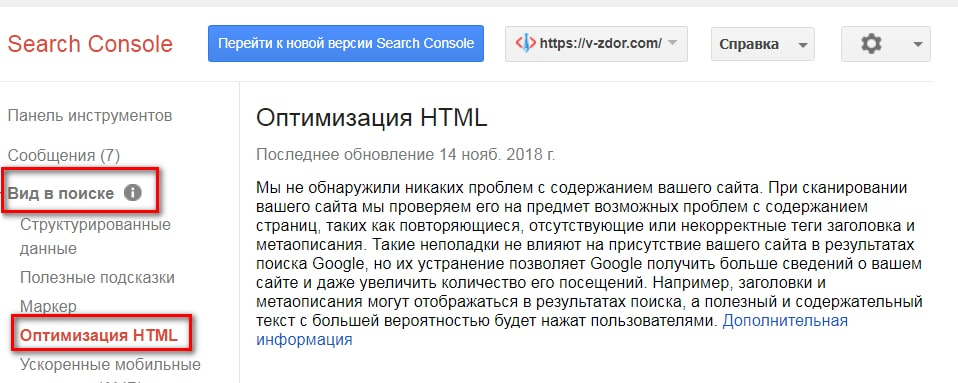 Search Console
Перейти к новой версии Search Console
https://v-zdor.com/
Справка
Панель инструментов
Сообщения (7)
Вид в поиске
Структурированные
данные
Полезные подсказки
Маркер
Оптимизация HTML
Ускоренные мобильные
Оптимизация HTML
Последнее обновление 14 нояб. 2018 г.
Мы не обнаружили никаких проблем с содержанием вашего сайта. При сканировании
вашего сайта мы проверяем его на предмет возможных проблем с содержанием
страниц, таких как повторяющиеся, отсутствующие или некорректные теги заголовка и
метаописания. Такие неполадки не влияют на присутствие вашего сайта в результатах
поиска Google, но их устранение позволяет Google получить больше сведений о вашем
сайте и даже увеличить количество его посещений. Например, заголовки и
метаописания могут отображаться в результатах поиска, а полезный и содержательный
текст с большей вероятностью будет нажат пользователями. Дополнительная
информация